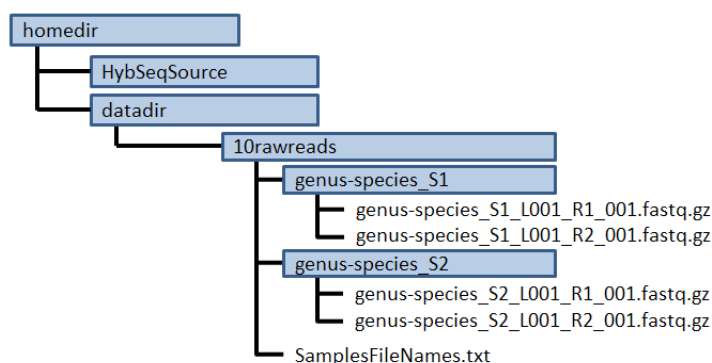 homedir
HybSeqSource
datadir
10rawreads
genus-species_S1
genus-species_S1_L001_R1_001.fastq.gz
genus-species_S1_L001_R2_001.fastq.gz
genus-species_S2
genus-species_S2_L001_R1_001.fastq.gz
genus-species_S2_L001_R2_001.fastq.gz
SamplesFileNames.txt